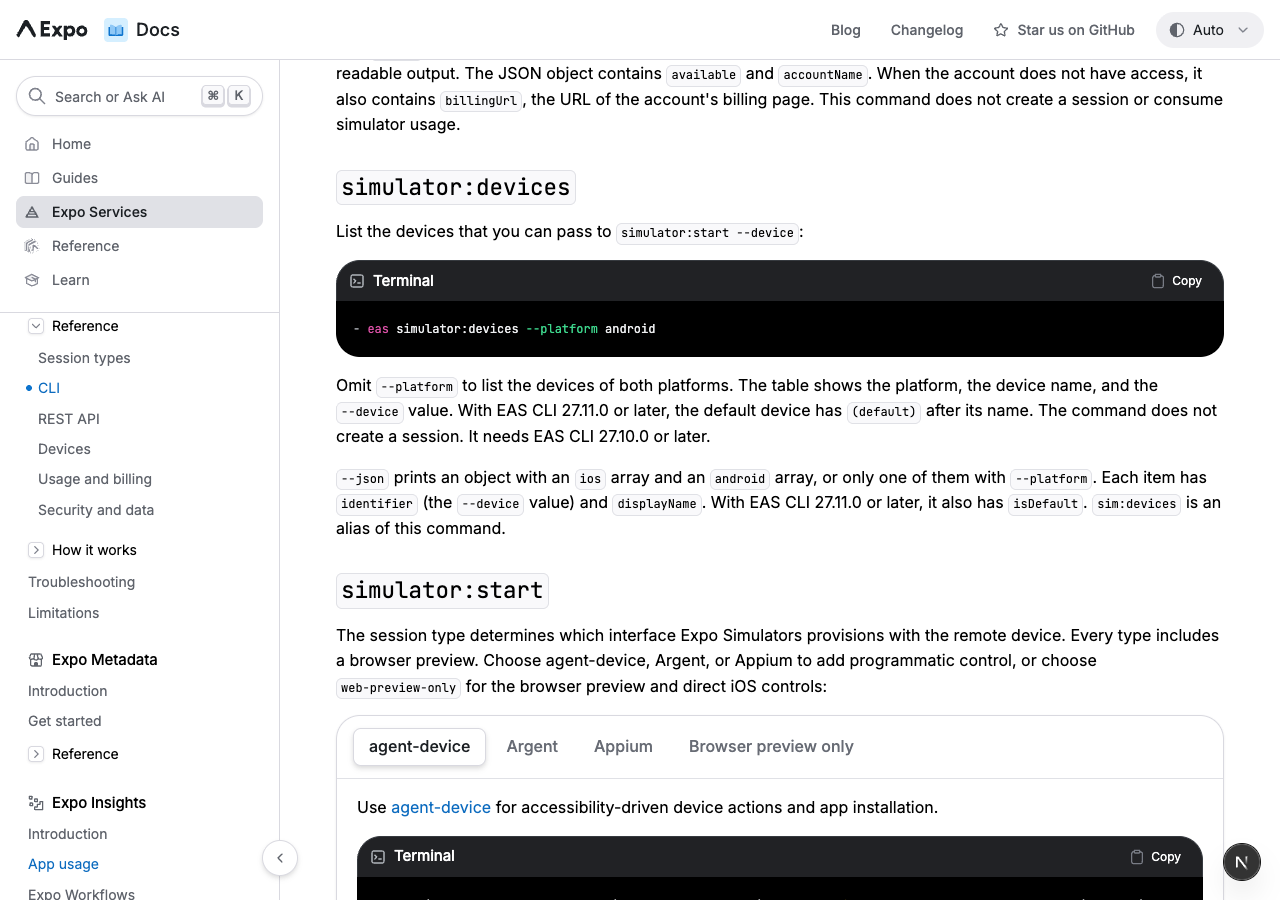 Expo Docs
Blog
Changelog
Star us on GitHub
Auto
Search or Ask AI
⌘ K
Home
Guides
Expo Services
Reference
Learn
Reference
Session types
CLI
REST API
Devices
Usage and billing
Security and data
How it works
Troubleshooting
Limitations
Expo Metadata
Introduction
Get started
Reference
Expo Insights
Introduction
App usage
Expo Workflows
readable output. The JSON object contains available and accountName. When the account does not have access, it
also contains billingUrl, the URL of the account's billing page. This command does not create a session or consume
simulator usage.
simulator:devices
List the devices that you can pass to simulator:start --device:
Terminal
Copy
- eas simulator:devices --platform android
Omit --platform to list the devices of both platforms. The table shows the platform, the device name, and the
--device value. With EAS CLI 27.11.0 or later, the default device has (default) after its name. The command does not
create a session. It needs EAS CLI 27.10.0 or later.
--json prints an object with an ios array and an android array, or only one of them with --platform. Each item has
identifier (the --device value) and displayName. With EAS CLI 27.11.0 or later, it also has isDefault. sim:devices is an
alias of this command.
simulator:start
The session type determines which interface Expo Simulators provisions with the remote device. Every type includes
a browser preview. Choose agent-device, Argent, or Appium to add programmatic control, or choose
web-preview-only for the browser preview and direct iOS controls:
agent-device
Argent
Appium
Browser preview only
Use agent-device for accessibility-driven device actions and app installation.
Terminal
Copy
N